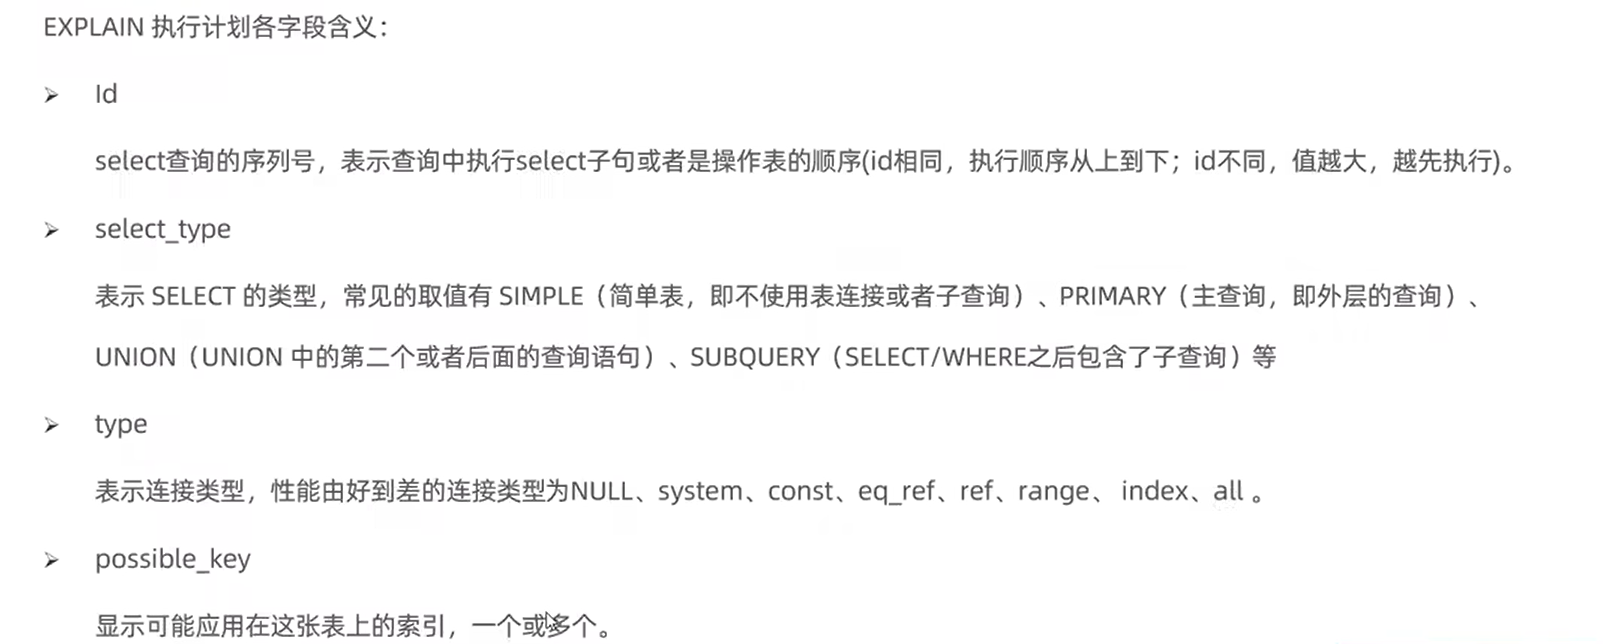 EXPLAIN 执行计划各字段含义：
➢ Id
select查询的序列号，表示查询中执行select子句或者是操作表的顺序(id相同，执行顺序从上到下；id不同，值越大，越先执行)。
➢ select_type
表示 SELECT 的类型，常见的取值有 SIMPLE（简单表，即不使用表连接或者子查询）、PRIMARY（主查询，即外层的查询）、
UNION（UNION 中的第二个或者后面的查询语句）、SUBQUERY（SELECT/WHERE之后包含了子查询）等
➢ type
表示连接类型，性能由好到差的连接类型为NULL、system、const、eq_ref、ref、range、 index、all 。
➢ possible_key
显示可能应用在这张表上的索引，一个或多个。